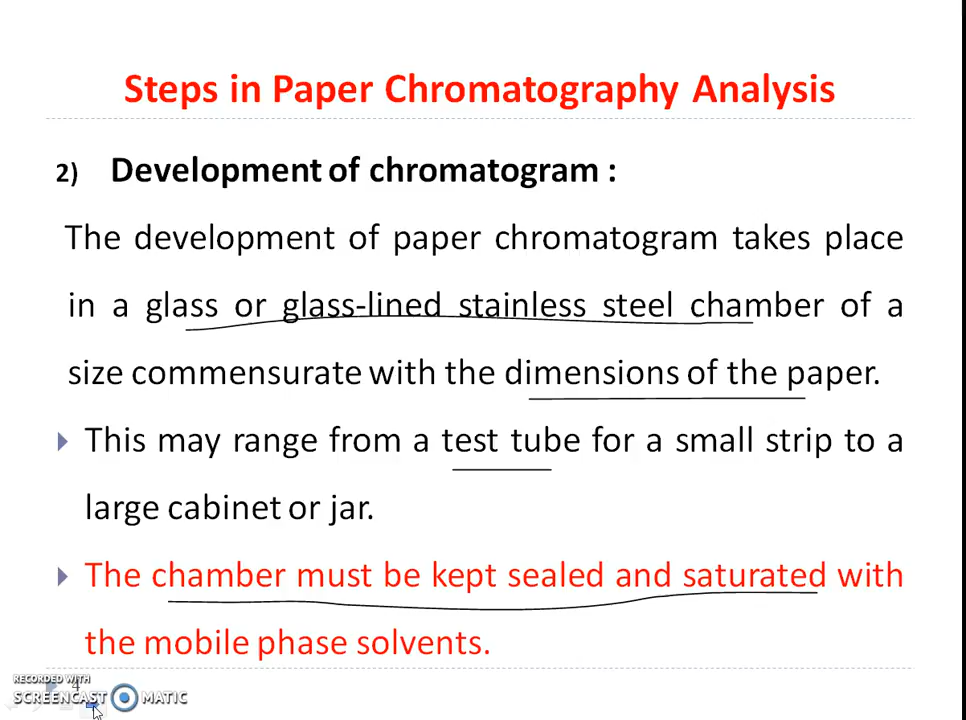 Steps in Paper Chromatography Analysis
2) Development of chromatogram :
The development of paper chromatogram takes place
in a glass or glass-lined stainless steel chamber of a
size commensurate with the dimensions of the paper.
This may range from a test tube for a small strip to a
large cabinet or jar.
The chamber must be kept sealed and saturated with
the mobile phase solvents.
4
RECORDED WITH
SCREENCAST MATIC